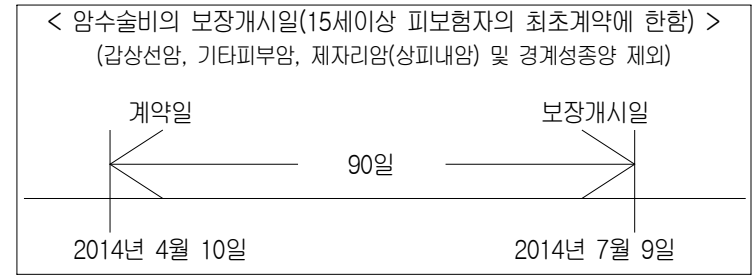 < 암수술비의 보장개시일(15세이상 피보험자의 최초계약에 한함) >
(갑상선암, 기타피부암, 제자리암(상피내암) 및 경계성종양 제외)
계약일 보장개시일
90일
2014년 4월 10일 2014년 7월 9일